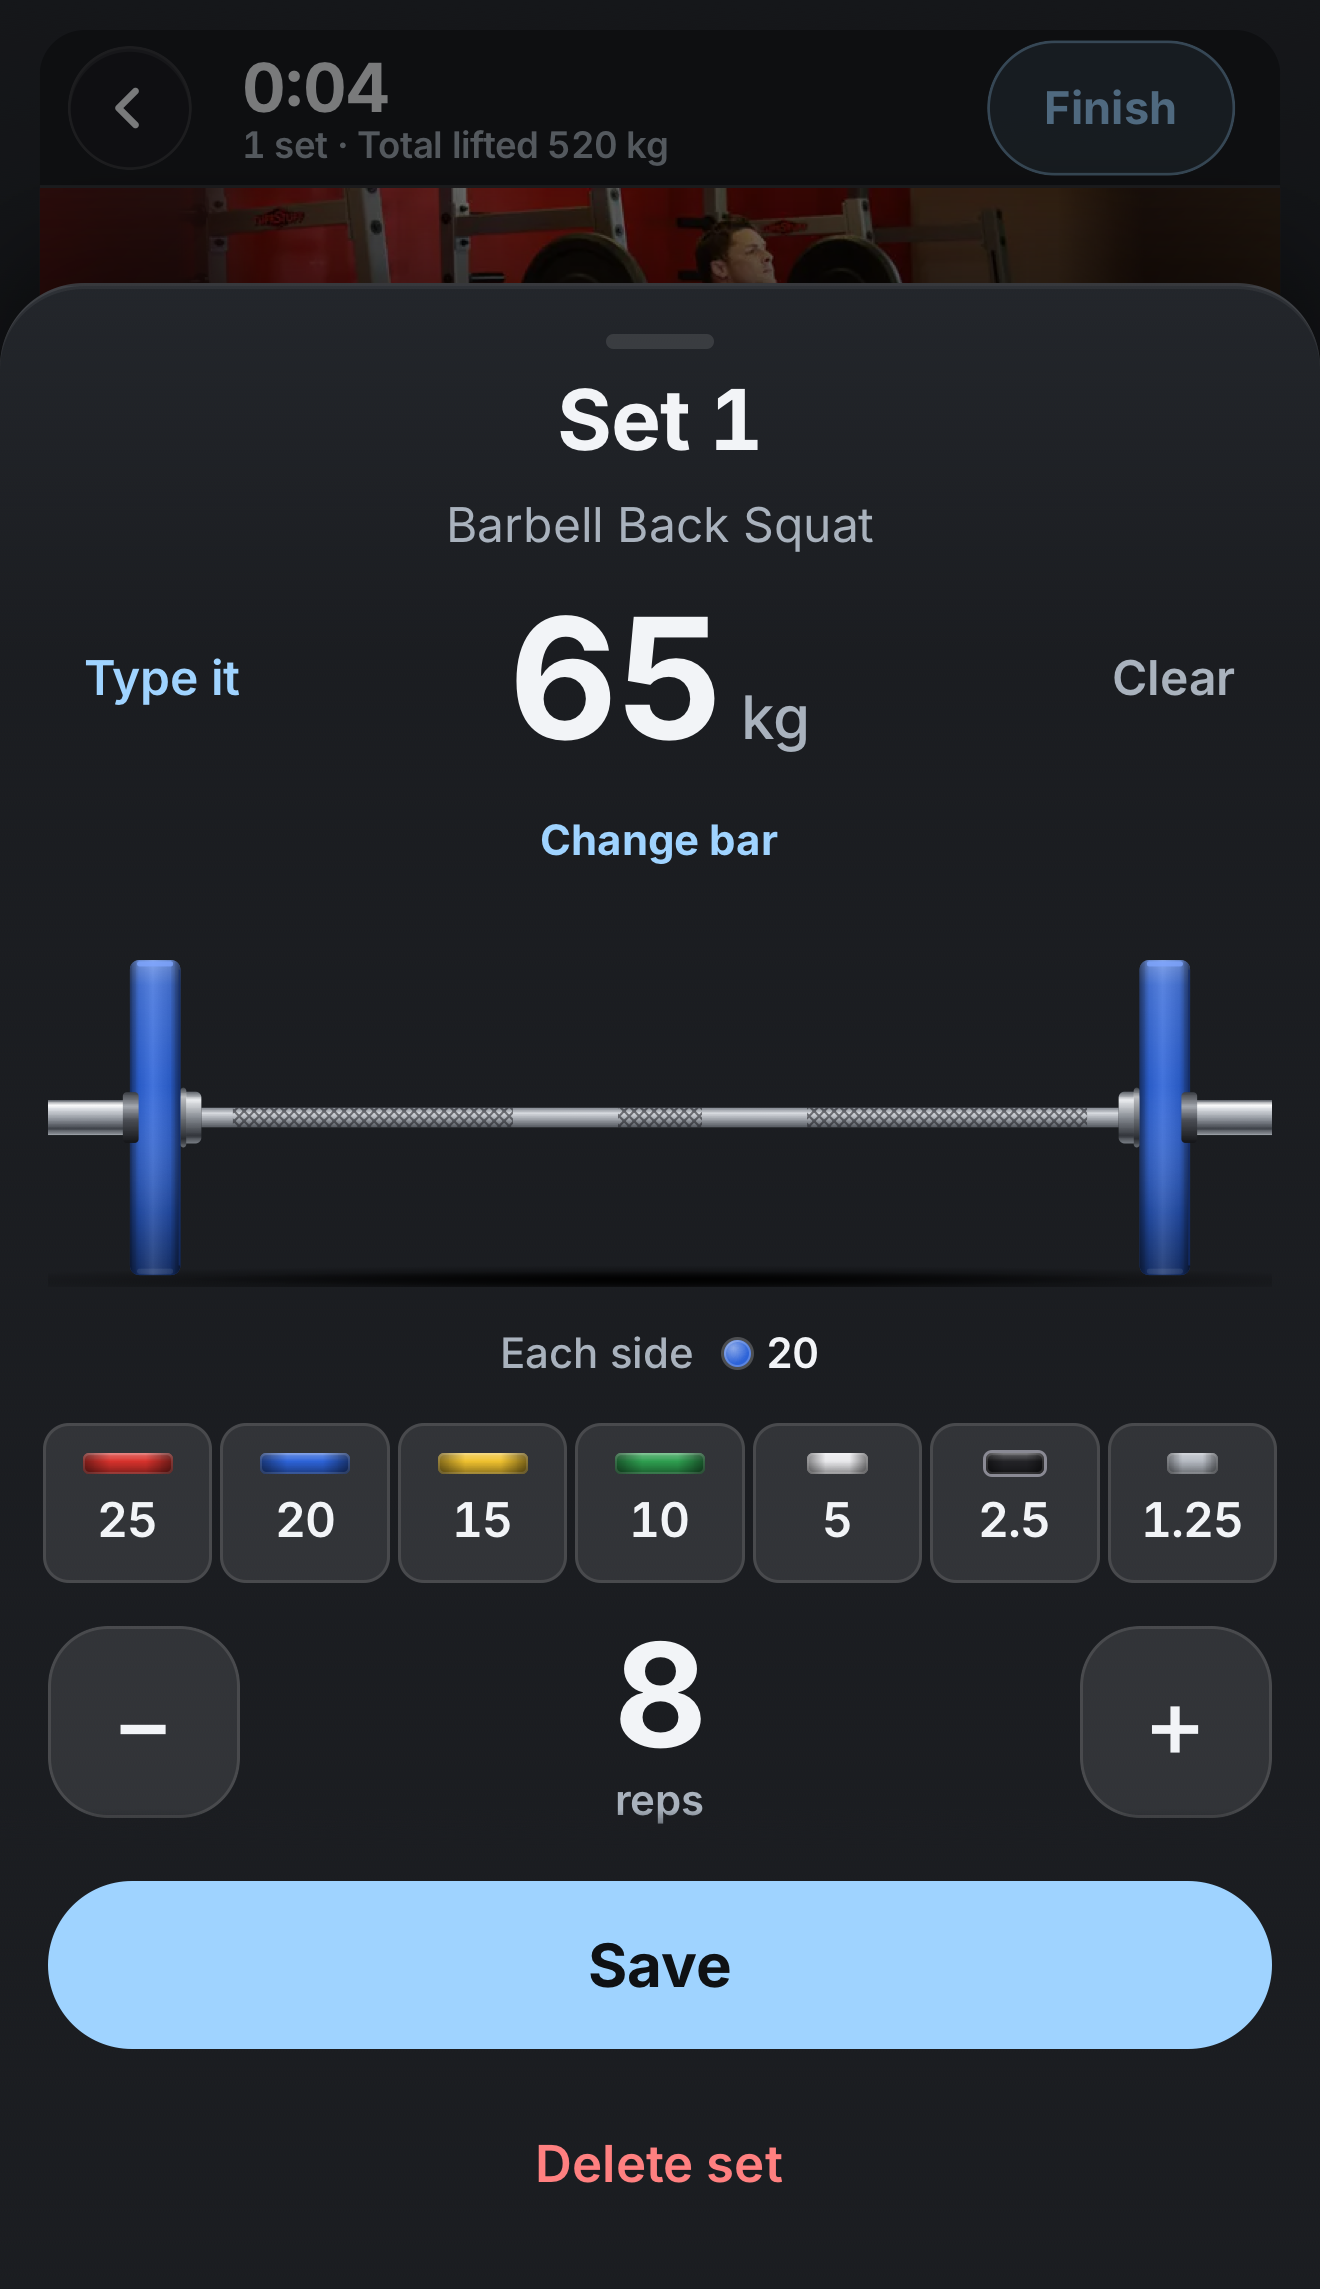 0:04
1 set · Total lifted 520 kg
Finish
Set 1
Barbell Back Squat
Type it
65 kg
Clear
Change bar
Each side 20
25 20 15 10 5 2.5 1.25
−
8
+
reps
Save
Delete set